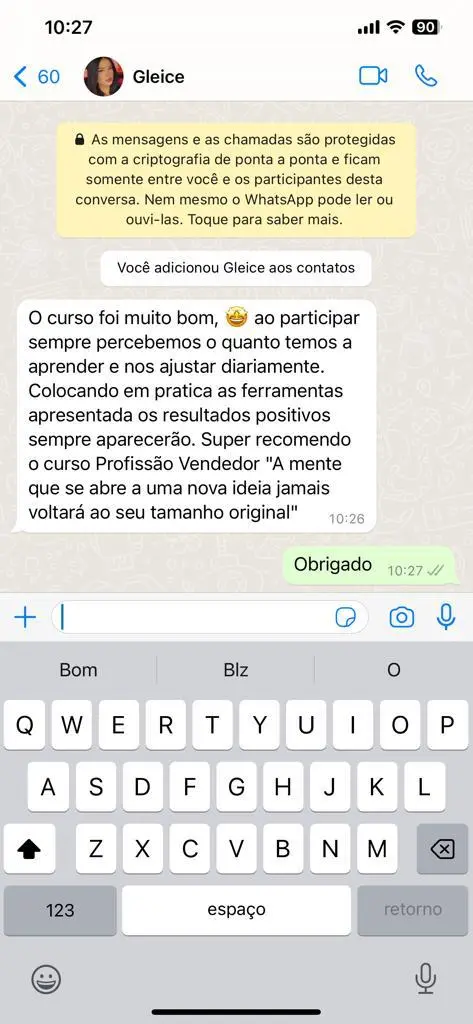 10:27
90
60
Gleice
As mensagens e as chamadas são protegidas
com a criptografia de ponta a ponta e ficam
somente entre você e os participantes desta
conversa. Nem mesmo o WhatsApp pode ler ou
ouvi-las. Toque para saber mais.
Você adicionou Gleice aos contatos
O curso foi muito bom, 🤩 ao participar
sempre percebemos o quanto temos a
aprender e nos ajustar diariamente.
Colocando em pratica as ferramentas
apresentada os resultados positivos
sempre aparecerão. Super recomendo
o curso Profissão Vendedor "A mente
que se abre a uma nova ideia jamais
voltará ao seu tamanho original"
10:26
Obrigado 10:27
Bom Blz O
Q W E R T Y U I O P
A S D F G H J K L
Z X C V B N M
123 espaço retorno